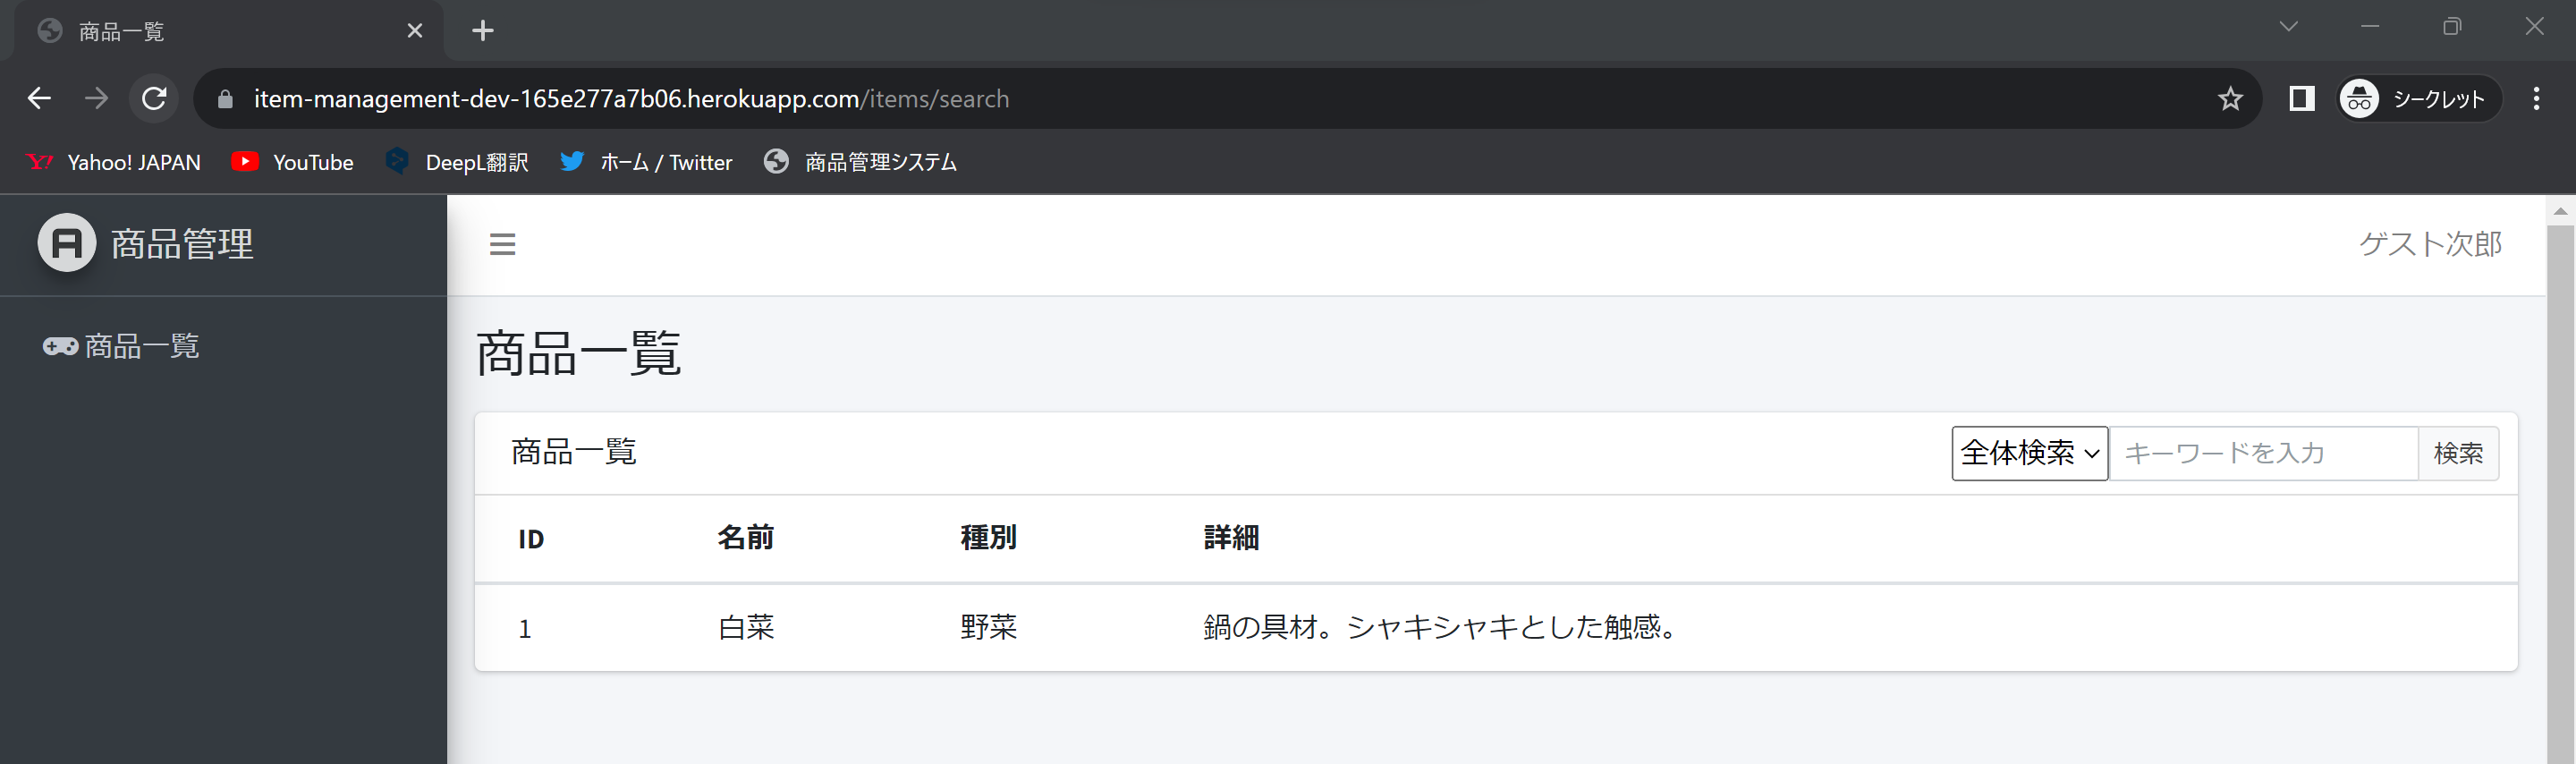 商品一覧
item-management-dev-165e277a7b06.herokuapp.com/items/search
シークレット
Yahoo! JAPAN YouTube DeepL翻訳 ホーム / Twitter 商品管理システム
商品管理
ゲスト次郎
商品一覧
商品一覧
商品一覧 全体検索 キーワードを入力 検索
ID 名前 種別 詳細
1 白菜 野菜 鍋の具材。シャキシャキとした触感。